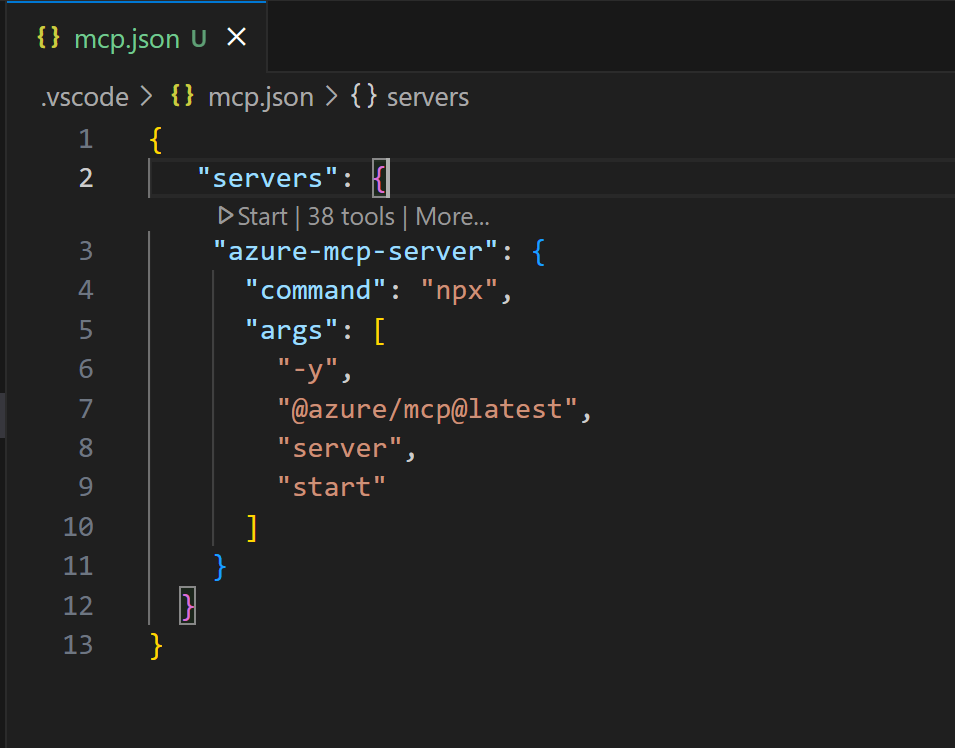 {} mcp.json U ×
.vscode > {} mcp.json > {} servers
1 {
2 "servers": {
Start | 38 tools | More...
3 "azure-mcp-server": {
4 "command": "npx",
5 "args": [
6 "-y",
7 "@azure/mcp@latest",
8 "server",
9 "start"
10 ]
11 }
12 }
13 }